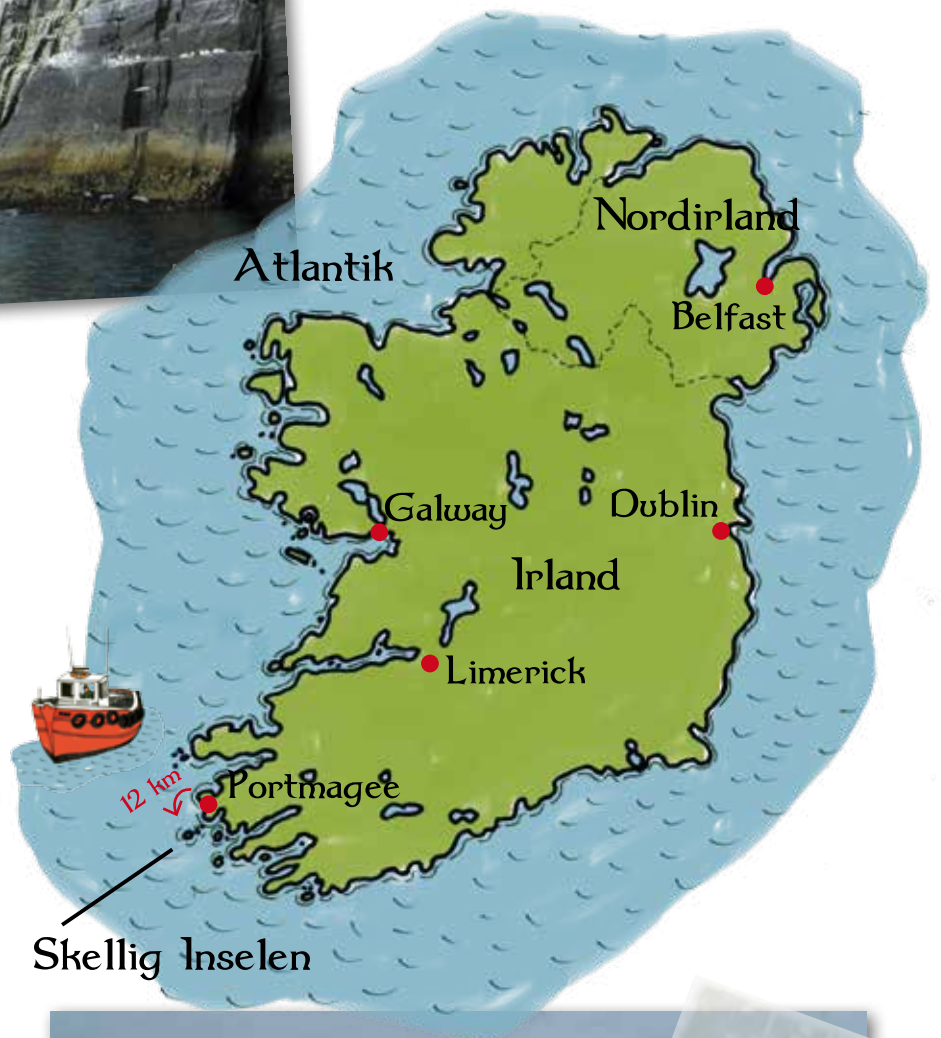 Nordirland
Atlantik
Belfast
Galway
Dublin
Irland
Limerick
12 km
Portmagee
Skellig Inselen